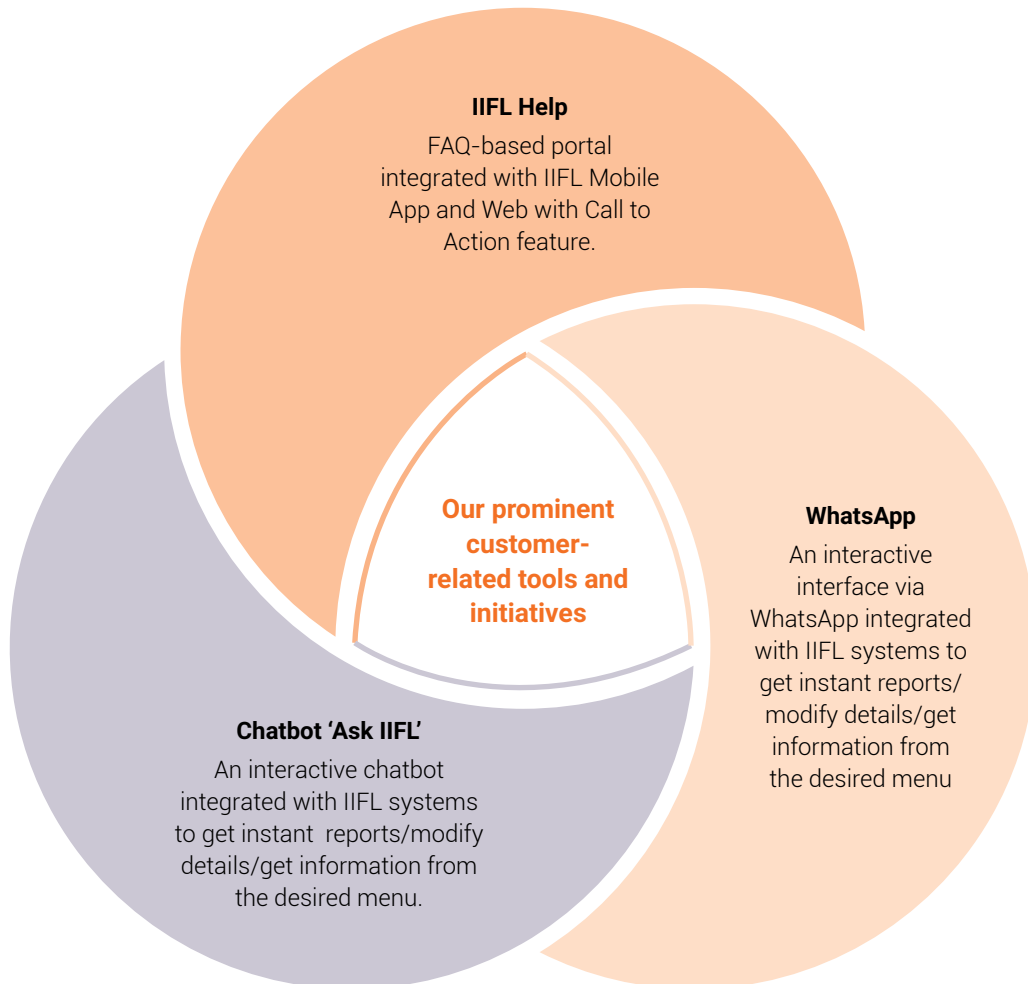 IIFL Help
FAQ-based portal
integrated with IIFL Mobile
App and Web with Call to
Action feature.
Our prominent
customer-
related tools and
initiatives
WhatsApp
An interactive
interface via
WhatsApp integrated
with IIFL systems to
get instant reports/
modify details/get
information from
the desired menu
Chatbot ‘Ask IIFL’
An interactive chatbot
integrated with IIFL systems
to get instant  reports/modify
details/get information from
the desired menu.